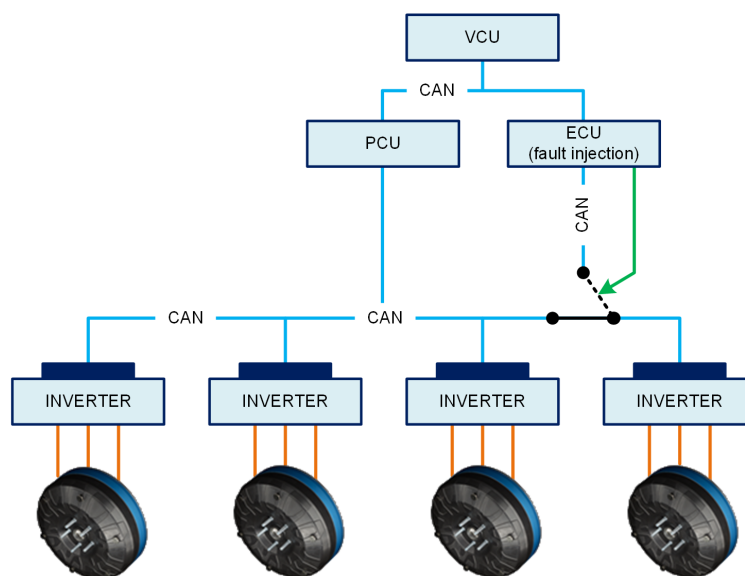 VCU
CAN
PCU
ECU
(fault injection)
CAN
CAN
CAN
INVERTER
INVERTER
INVERTER
INVERTER